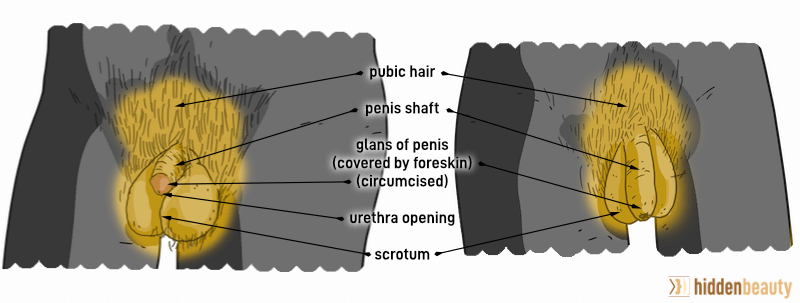 pubic hair
penis shaft
glans of penis
(covered by foreskin)
(circumcised)
urethra opening
scrotum
hiddenbeauty